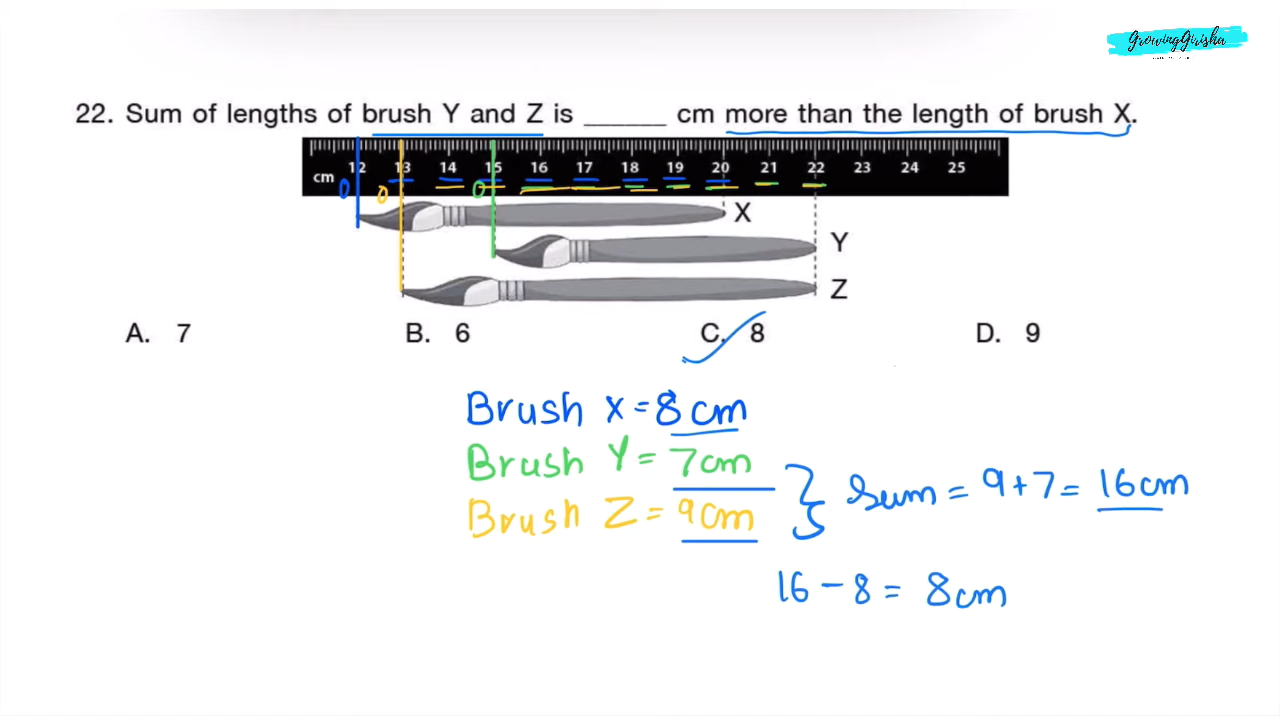 GrowingGirisha
22. Sum of lengths of brush Y and Z is ______ cm more than the length of brush X.
12 13 14 15 16 17 18 19 20 21 22 23 24 25
cm
0 0 0
X
Y
Z
A. 7 B. 6 C. 8 D. 9
Brush X = 8 cm
Brush Y = 7cm
Brush Z = 9cm
Sum = 9+7 = 16cm
16 - 8 = 8cm